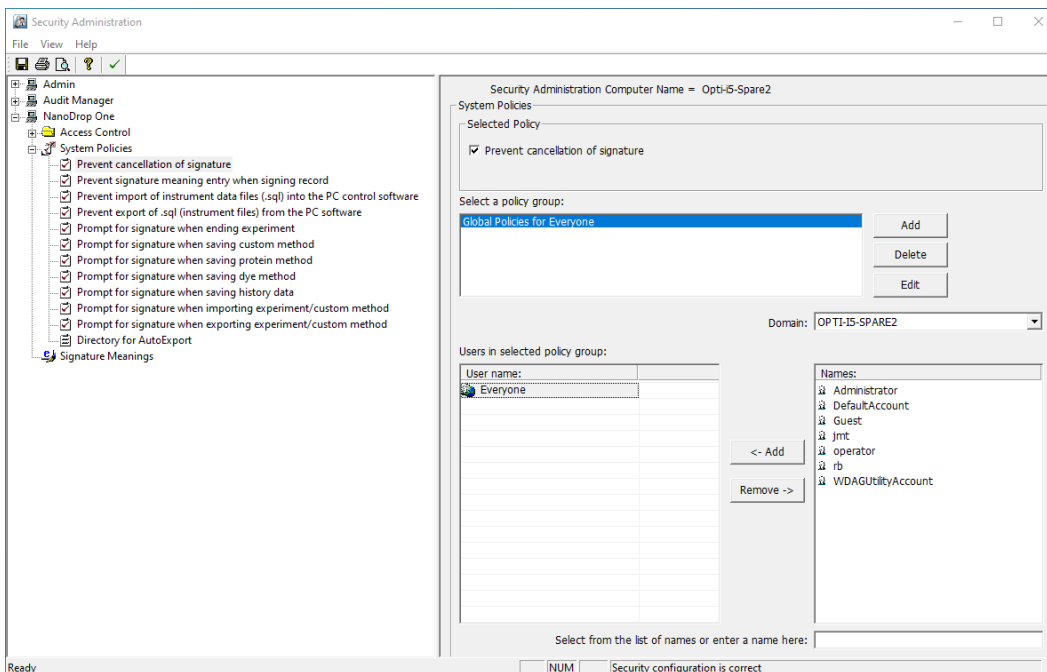 Security Administration
File View Help
Admin
Audit Manager
NanoDrop One
Access Control
System Policies
Prevent cancellation of signature
Prevent signature meaning entry when signing record
Prevent import of instrument data files (.sql) into the PC control software
Prevent export of .sql (instrument files) from the PC software
Prompt for signature when ending experiment
Prompt for signature when saving custom method
Prompt for signature when saving protein method
Prompt for signature when saving dye method
Prompt for signature when saving history data
Prompt for signature when importing experiment/custom method
Prompt for signature when exporting experiment/custom method
Directory for AutoExport
Signature Meanings
Security Administration Computer Name = Opti-i5-Spare2
System Policies
Selected Policy
Prevent cancellation of signature
Select a policy group:
Global Policies for Everyone
Add
Delete
Edit
Domain: OPTI-I5-SPARE2
Users in selected policy group:
User name:
Everyone
<- Add
Remove ->
Names:
Administrator
DefaultAccount
Guest
jmt
operator
rb
WDAGUtilityAccount
Select from the list of names or enter a name here:
Ready
NUM
Security configuration is correct